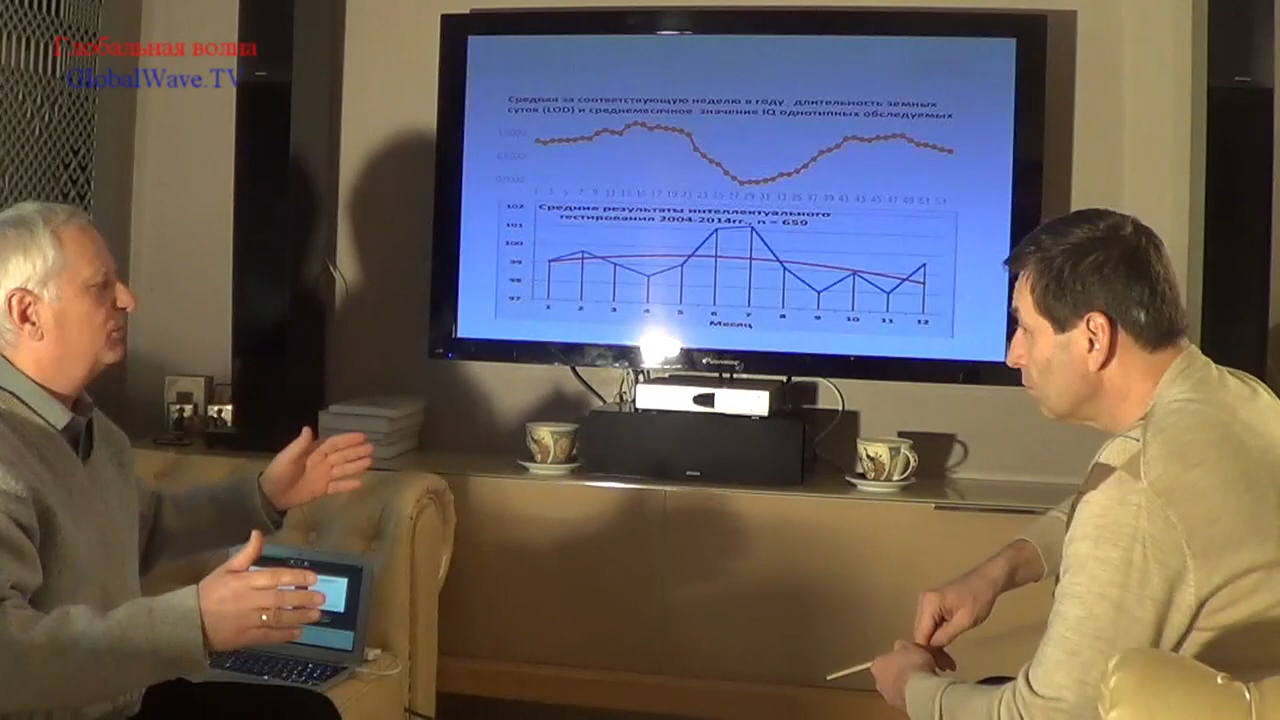 Глобальная волна
GlobalWave.TV
Средняя за соответствующую неделю в году, длительность земных
суток (LOD) и среднемесячное значение IQ однотипных обследуемых
Средние результаты интеллектуального
тестирования 2004-2014гг., n = 659
102
101
100
99
98
97
1 2 3 4 5 6 7 8 9 10 11 12
Месяц